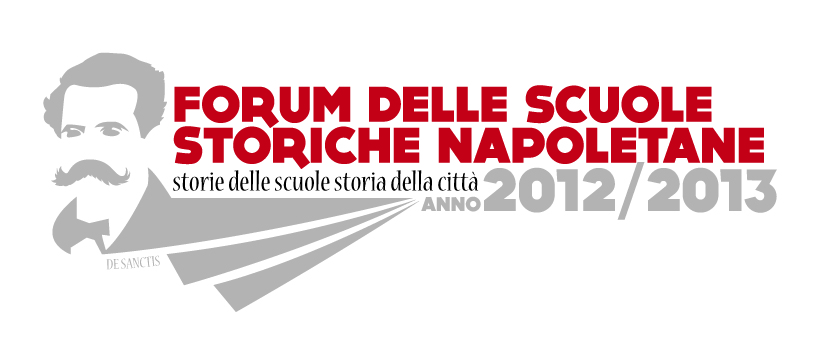 FORUM DELLE SCUOLE
STORICHE NAPOLETANE
storie delle scuole storia della città
ANNO 2012/2013
DE SANCTIS